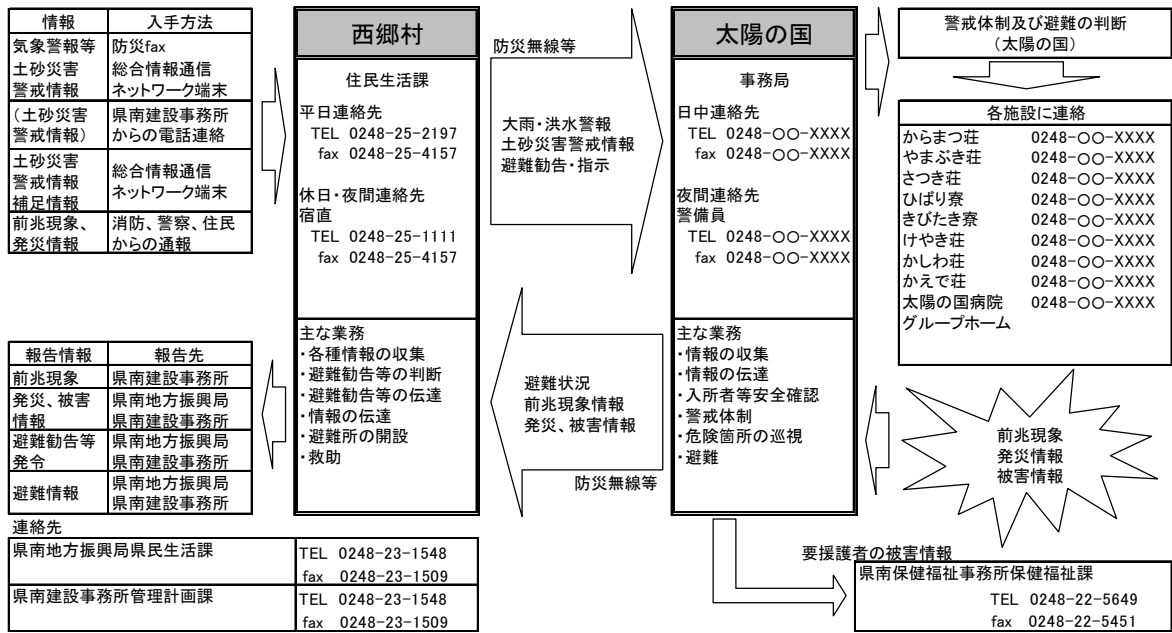 情報 入手方法
気象警報等 防災fax
土砂災害 総合情報通信
警戒情報 ネットワーク端末
(土砂災害 県南建設事務所
警戒情報) からの電話連絡
土砂災害
警戒情報
補足情報
総合情報通信
ネットワーク端末
前兆現象、 消防、警察、住民
発災情報 からの通報
西郷村
住民生活課
平日連絡先
TEL 0248-25-2197
fax 0248-25-4157
休日・夜間連絡先
宿直
TEL 0248-25-1111
fax 0248-25-4157
主な業務
・各種情報の収集
・避難勧告等の判断
・避難勧告等の伝達
・情報の伝達
・避難所の開設
・救助
防災無線等
大雨・洪水警報
土砂災害警戒情報
避難勧告・指示
避難状況
前兆現象情報
発災、被害情報
防災無線等
太陽の国
事務局
日中連絡先
TEL 0248-○○-XXXX
fax 0248-○○-XXXX
夜間連絡先
警備員
TEL 0248-○○-XXXX
fax 0248-○○-XXXX
主な業務
・情報の収集
・情報の伝達
・入所者等安全確認
・警戒体制
・危険箇所の巡視
・避難
警戒体制及び避難の判断
(太陽の国)
各施設に連絡
からまつ荘 0248-○○-XXXX
やまぶき荘 0248-○○-XXXX
さつき荘 0248-○○-XXXX
ひばり寮 0248-○○-XXXX
きびたき寮 0248-○○-XXXX
けやき荘 0248-○○-XXXX
かしわ荘 0248-○○-XXXX
かえで荘 0248-○○-XXXX
太陽の国病院 0248-○○-XXXX
グループホーム
前兆現象
発災情報
被害情報
報告情報 報告先
前兆現象 県南建設事務所
発災、被害 県南地方振興局
情報 県南建設事務所
避難勧告等 県南地方振興局
発令 県南建設事務所
避難情報
県南地方振興局
県南建設事務所
連絡先
県南地方振興局県民生活課 TEL 0248-23-1548
fax 0248-23-1509
県南建設事務所管理計画課 TEL 0248-23-1548
fax 0248-23-1509
要援護者の被害情報
県南保健福祉事務所保健福祉課
TEL 0248-22-5649
fax 0248-22-5451